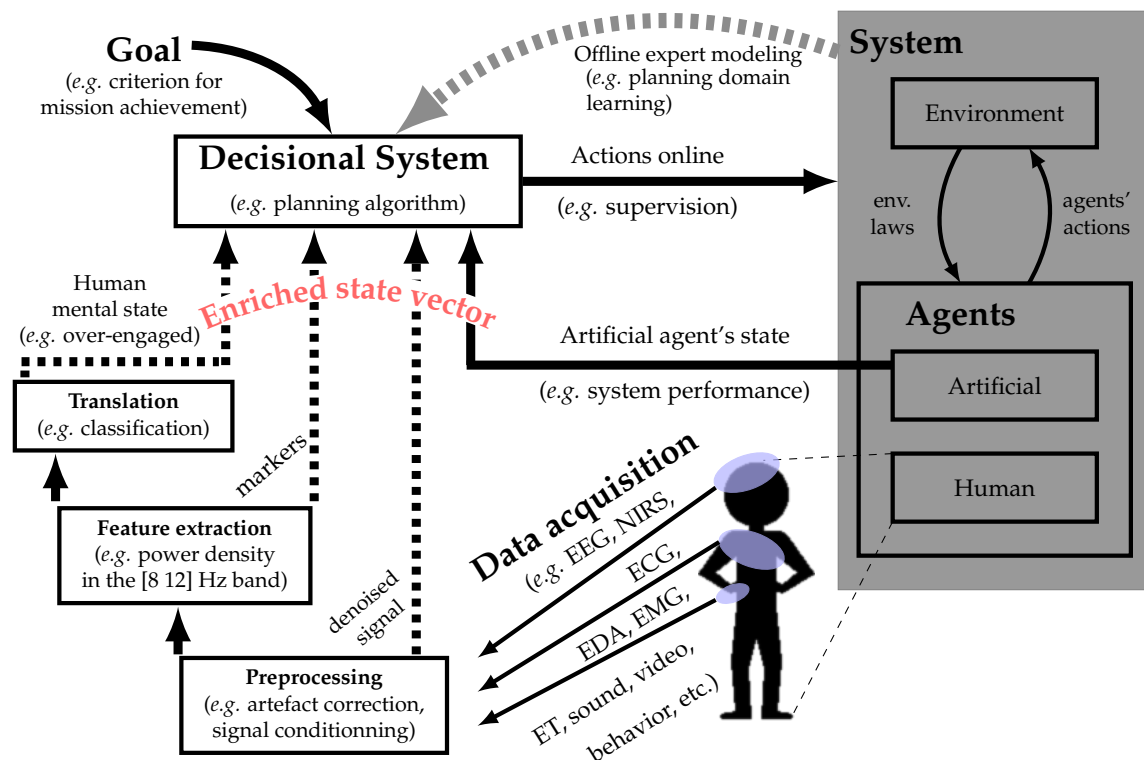 Goal
(e.g. criterion for
mission achievement)
Offline expert modeling
(e.g. planning domain
learning)
System
Environment
env.
laws
agents'
actions
Decisional System
(e.g. planning algorithm)
Actions online
(e.g. supervision)
Human
mental state
(e.g. over-engaged)
Enriched state vector
Agents
Artificial agent's state
(e.g. system performance)
Artificial
Human
Translation
(e.g. classification)
markers
Feature extraction
(e.g. power density
in the [8 12] Hz band)
denoised
signal
Preprocessing
(e.g. artefact correction,
signal conditionning)
Data acquisition
(e.g. EEG, NIRS,
ECG,
EDA, EMG,
ET, sound, video,
behavior, etc.)